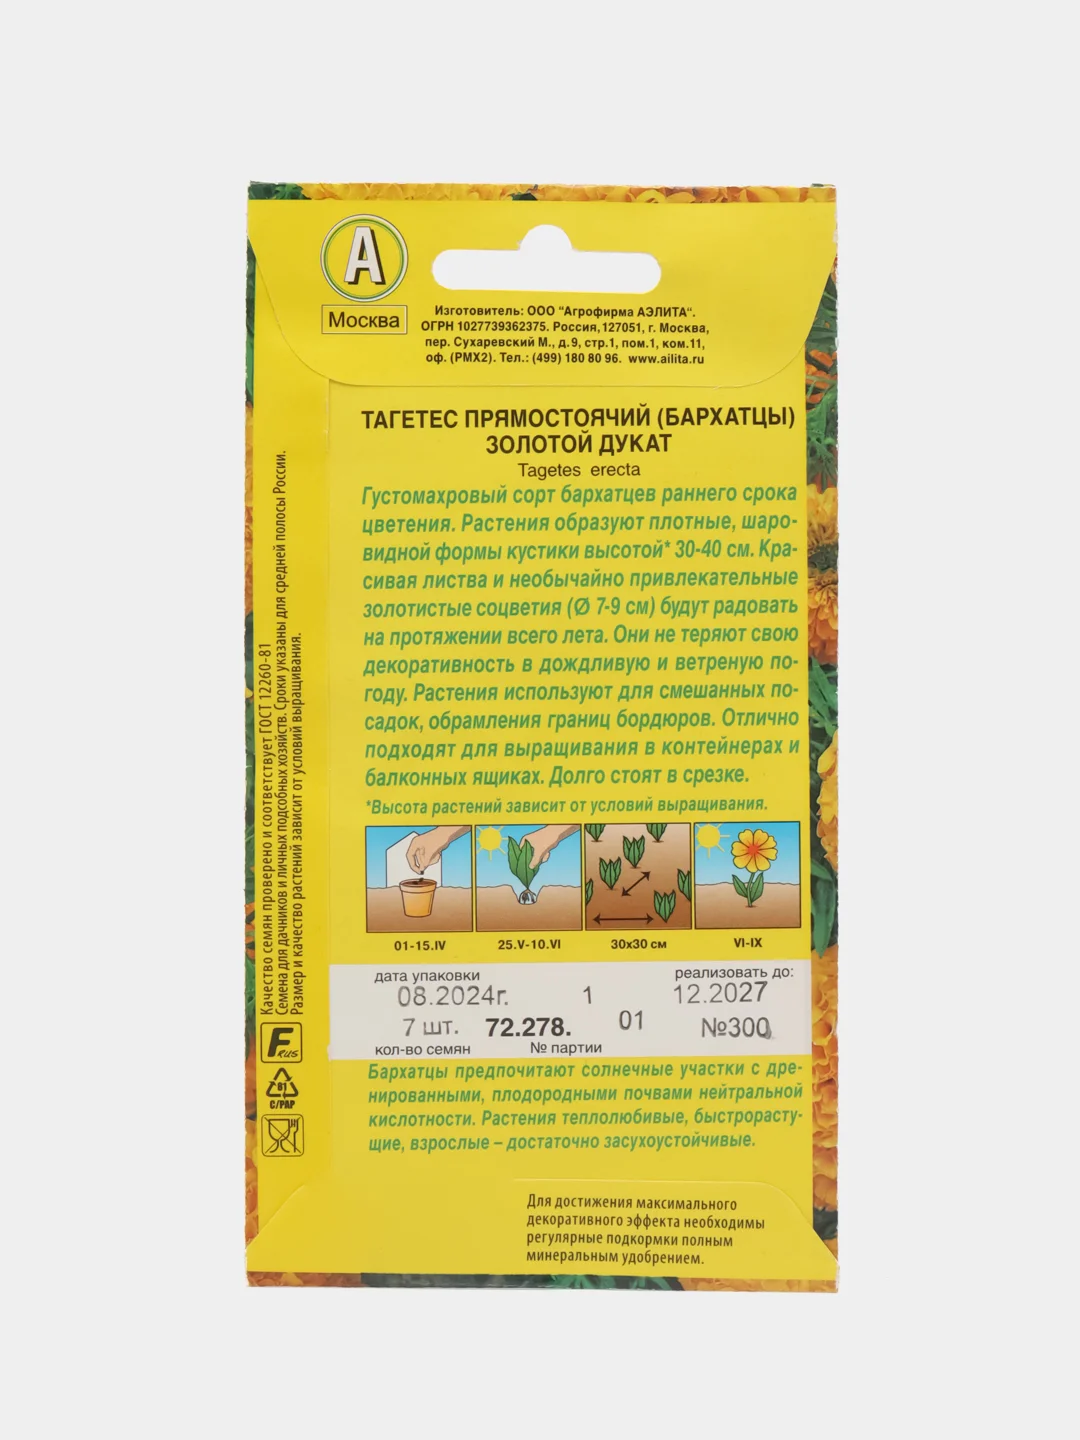 А
Москва
Изготовитель: ООО "Агрофирма АЭЛИТА".
ОГРН 1027739362375. Россия, 127051, г. Москва,
пер. Сухаревский М., д.9, стр.1, пом.1, ком.11,
оф. (РМХ2). Тел.: (499) 180 80 96. www.ailita.ru
ТАГЕТЕС ПРЯМОСТОЯЧИЙ (БАРХАТЦЫ)
ЗОЛОТОЙ ДУКАТ
Tagetes erecta
Густомахровый сорт бархатцев раннего срока
цветения. Растения образуют плотные, шаро-
видной формы кустики высотой* 30-40 см. Кра-
сивая листва и необычайно привлекательные
золотистые соцветия (Ø 7-9 см) будут радовать
на протяжении всего лета. Они не теряют свою
декоративность в дождливую и ветреную по-
году. Растения используют для смешанных по-
садок, обрамления границ бордюров. Отлично
подходят для выращивания в контейнерах и
балконных ящиках. Долго стоят в срезке.
*Высота растений зависит от условий выращивания.
01-15.IV
25.V-10.VI
30х30 см
VI-IX
дата упаковки
реализовать до:
08.2024г.
1
12.2027
7 шт.
72.278.
01
№300
кол-во семян
№ партии
Бархатцы предпочитают солнечные участки с дре-
нированными, плодородными почвами нейтральной
кислотности. Растения теплолюбивые, быстрорасту-
щие, взрослые – достаточно засухоустойчивые.
Для достижения максимального
декоративного эффекта необходимы
регулярные подкормки полным
минеральным удобрением.
Качество семян проверено и соответствует ГОСТ 12260-81
Семена для дачников и личных подсобных хозяйств. Сроки указаны для средней полосы России.
Размер и качество растений зависит от условий выращивания.
F RUS
81
C/PAP